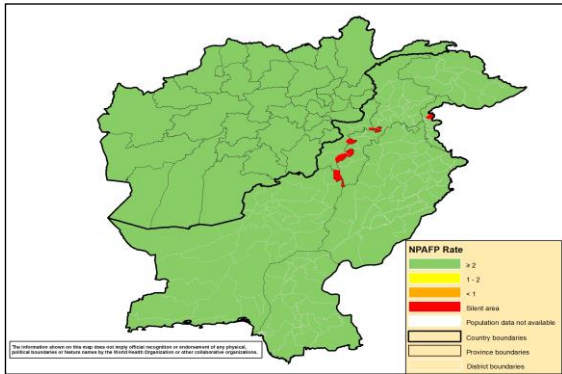 NPAFP Rate
≥ 2
1 - 2
< 1
Silent area
Population data not available
Country boundaries
Province boundaries
District boundaries
The information shown on this map does not imply official recognition or endorsement of any physical,
political boundaries or feature names by the World Health Organization or other collaborative organizations.